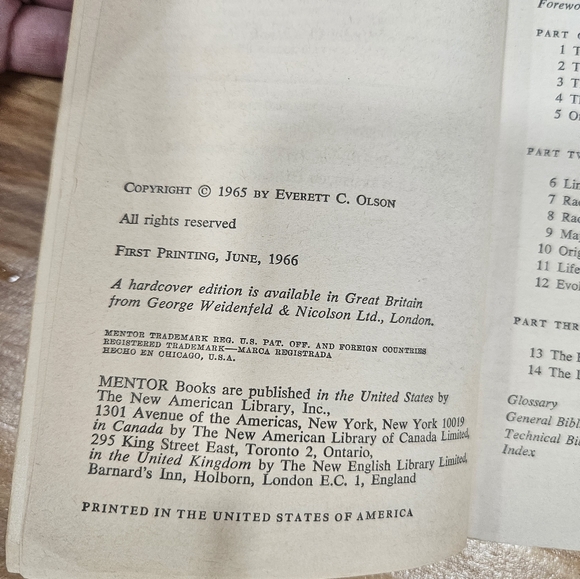 COPYRIGHT © 1965 BY EVERETT C. OLSON
All rights reserved
FIRST PRINTING, JUNE, 1966
A hardcover edition is available in Great Britain
from George Weidenfeld & Nicolson Ltd., London.
MENTOR TRADEMARK REG. U.S. PAT. OFF. AND FOREIGN COUNTRIES
REGISTERED TRADEMARK—MARCA REGISTRADA
HECHO EN CHICAGO, U.S.A.
MENTOR Books are published in the United States by
The New American Library, Inc.,
1301 Avenue of the Americas, New York, New York 10019
in Canada by The New American Library of Canada Limited,
295 King Street East, Toronto 2, Ontario,
in the United Kingdom by The New English Library Limited,
Barnard's Inn, Holborn, London E.C. 1, England
PRINTED IN THE UNITED STATES OF AMERICA
PART
1
2
3
4
5
PART
6
7
8
9
10
11 Life
12
PART
13 The
14 The
Glossary
General
Technical
Index